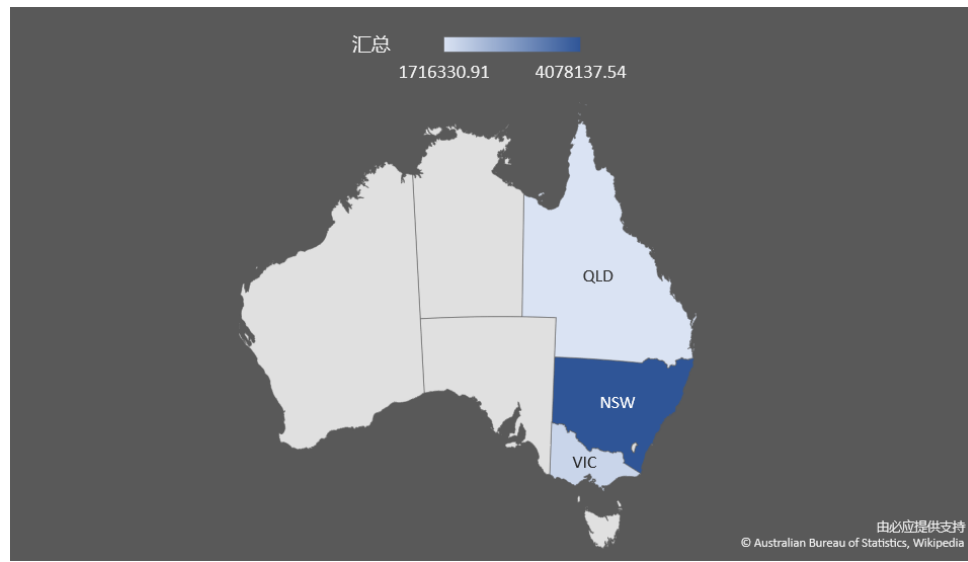 汇总
1716330.91 4078137.54
QLD
NSW
VIC
由必应提供支持
© Australian Bureau of Statistics, Wikipedia